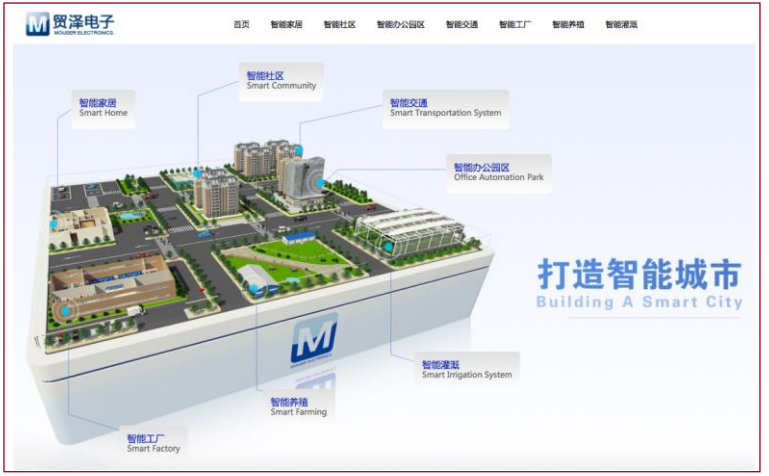 贸泽电子
MOUSER ELECTRONICS
首页 智能家居 智能社区 智能办公园区 智能交通 智能工厂 智能养殖 智能灌溉
智能社区
Smart Community
智能家居
Smart Home
智能交通
Smart Transportation System
智能办公园区
Office Automation Park
打造智能城市
Building A Smart City
M
MOUSER ELECTRONICS
智能灌溉
Smart Irrigation System
智能养殖
Smart Farming
智能工厂
Smart Factory